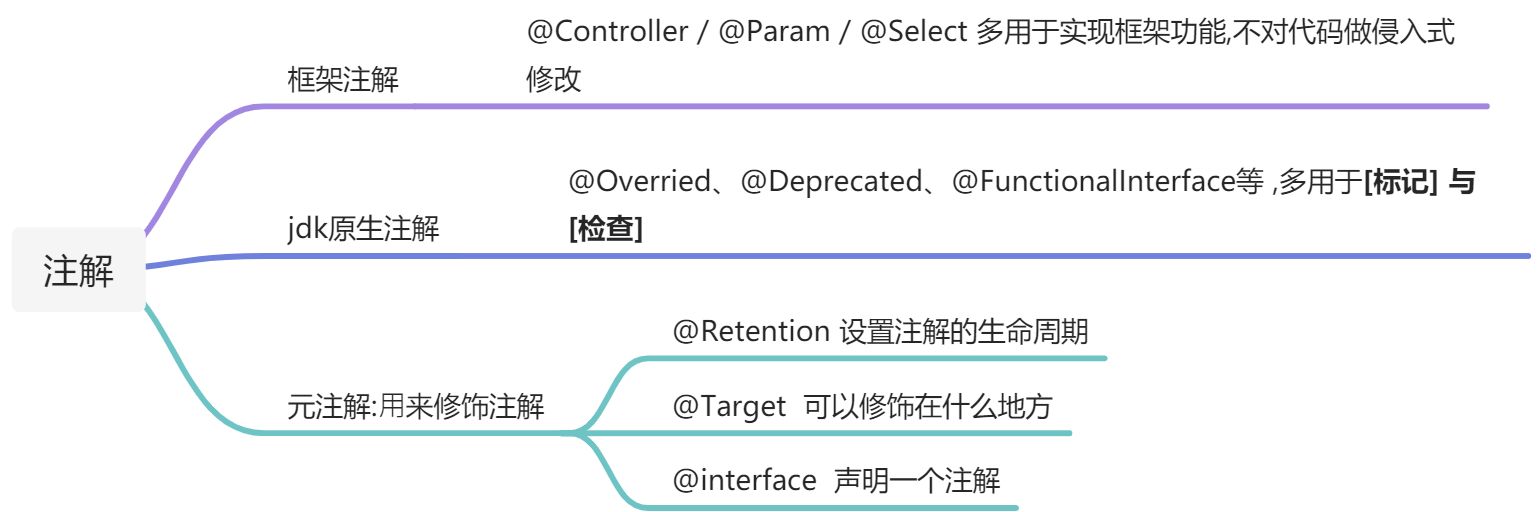 @Controller / @Param / @Select 多用于实现框架功能,不对代码做侵入式
修改
框架注解
@Overried、@Deprecated、@FunctionalInterface等 ,多用于[标记] 与
[检查]
jdk原生注解
注解
@Retention 设置注解的生命周期
元注解:用来修饰注解
@Target 可以修饰在什么地方
@interface 声明一个注解